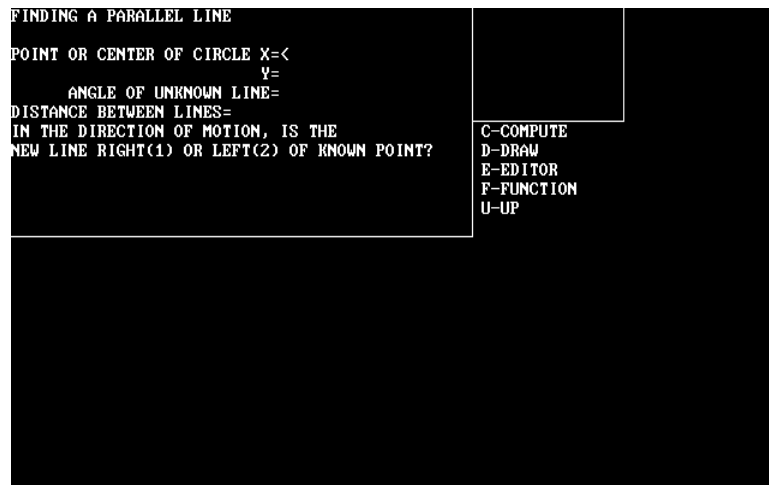 FINDING A PARALLEL LINE
POINT OR CENTER OF CIRCLE X=<
Y=
ANGLE OF UNKNOWN LINE=
DISTANCE BETWEEN LINES=
IN THE DIRECTION OF MOTION, IS THE
NEW LINE RIGHT(1) OR LEFT(2) OF KNOWN POINT?
C-COMPUTE
D-DRAW
E-EDITOR
F-FUNCTION
U-UP